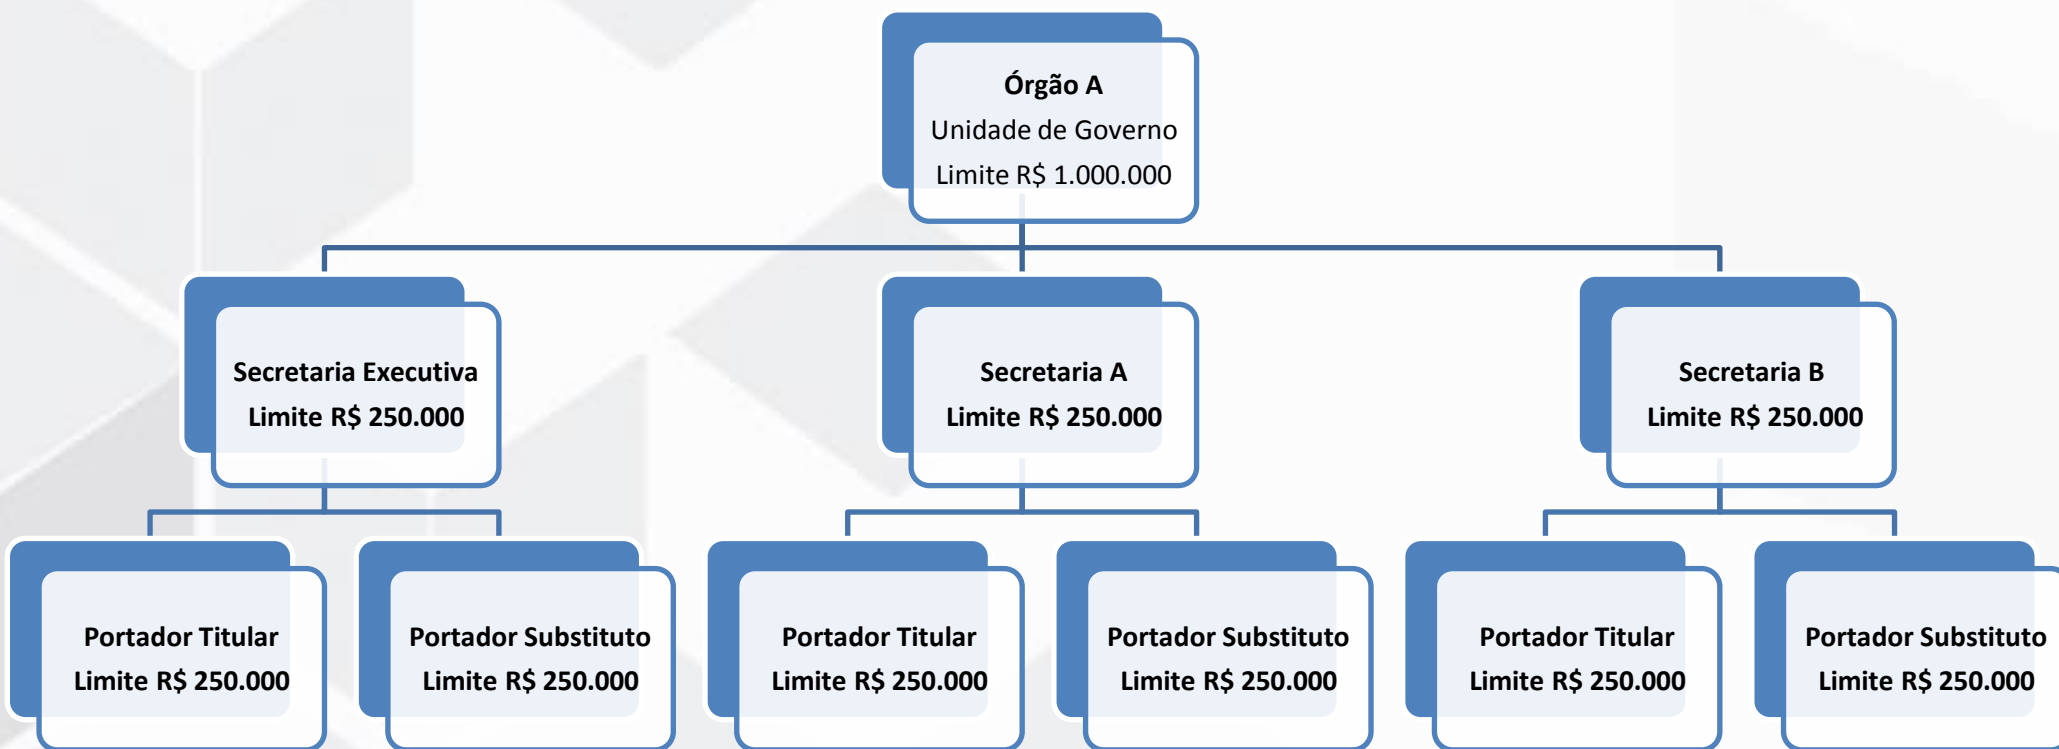 Órgão A
Unidade de Governo
Limite R$ 1.000.000
Secretaria Executiva
Limite R$ 250.000
Secretaria A
Limite R$ 250.000
Secretaria B
Limite R$ 250.000
Portador Titular
Limite R$ 250.000
Portador Substituto
Limite R$ 250.000
Portador Titular
Limite R$ 250.000
Portador Substituto
Limite R$ 250.000
Portador Titular
Limite R$ 250.000
Portador Substituto
Limite R$ 250.000